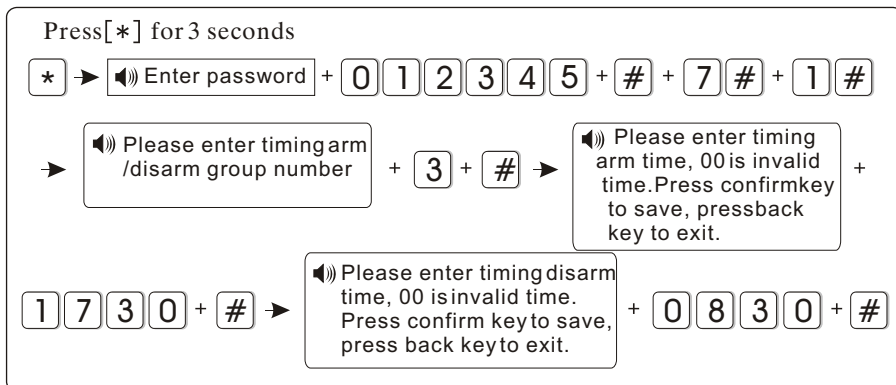 Press[*] for 3 seconds
* → Enter password + 0 1 2 3 4 5 + # + 7 # + 1 #
→ Please enter timing arm
/disarm group number + 3 + # → Please enter timing
arm time, 00 is invalid
time.Press confirmkey
to save, pressback
key to exit. +
1 7 3 0 + # → Please enter timing disarm
time, 00 is invalid time.
Press confirm key to save,
press back key to exit. + 0 8 3 0 + #